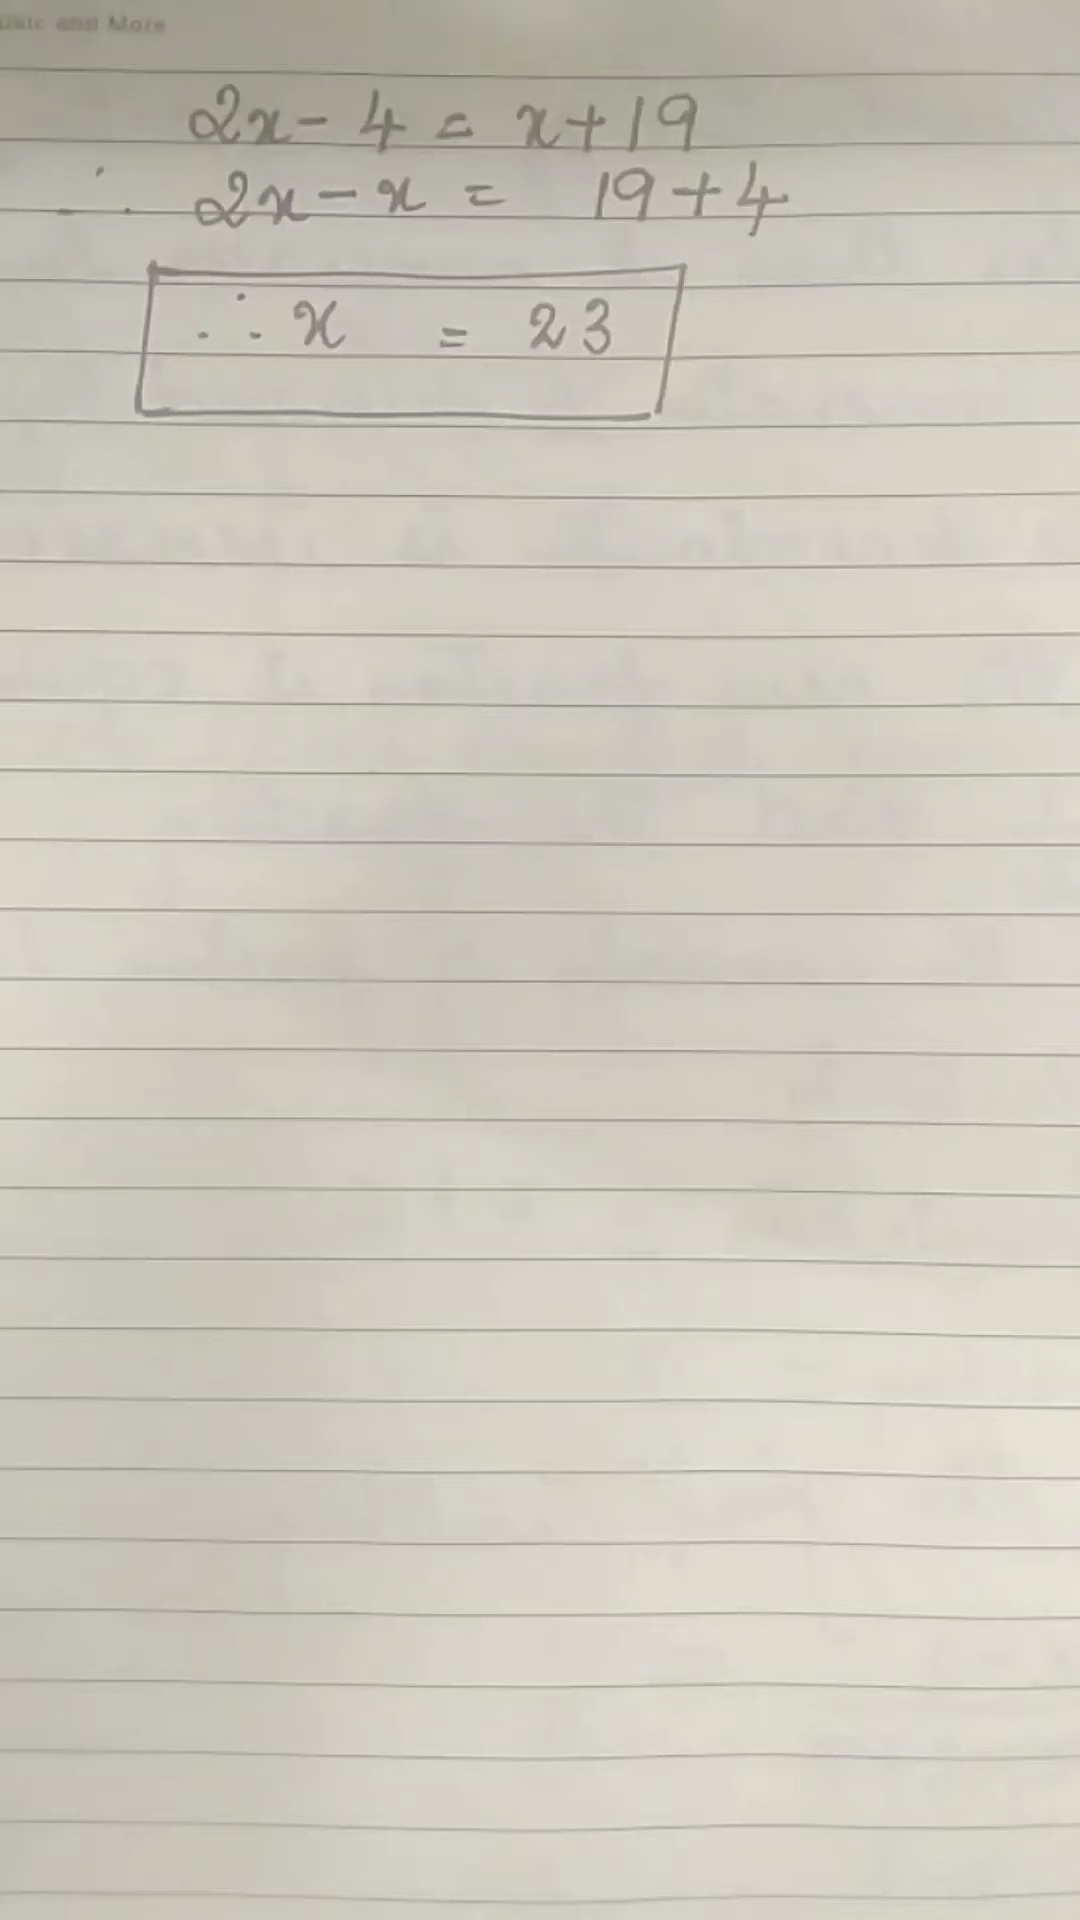 2x - 4 = x + 19
∴ 2x - x = 19 + 4
∴ x = 23